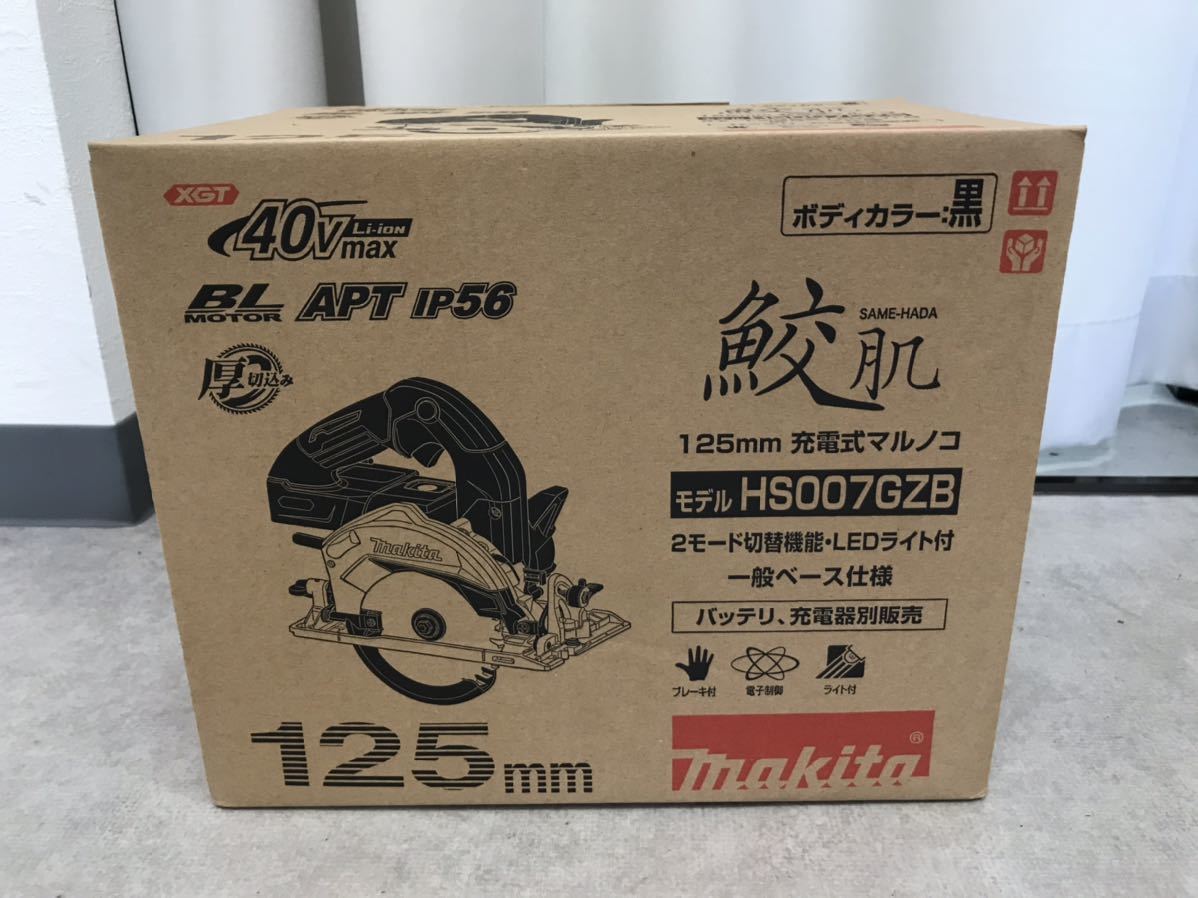 XGT
40Vmax Li-ion
BL MOTOR APT IP56
厚切込み
makita
125mm
ボディカラー:黒
鮫肌 SAME-HADA
125mm 充電式マルノコ
モデル HS007GZB
2モード切替機能・LEDライト付
一般ベース仕様
バッテリ、充電器別販売
ブレーキ付 電子制御 ライト付
makita®